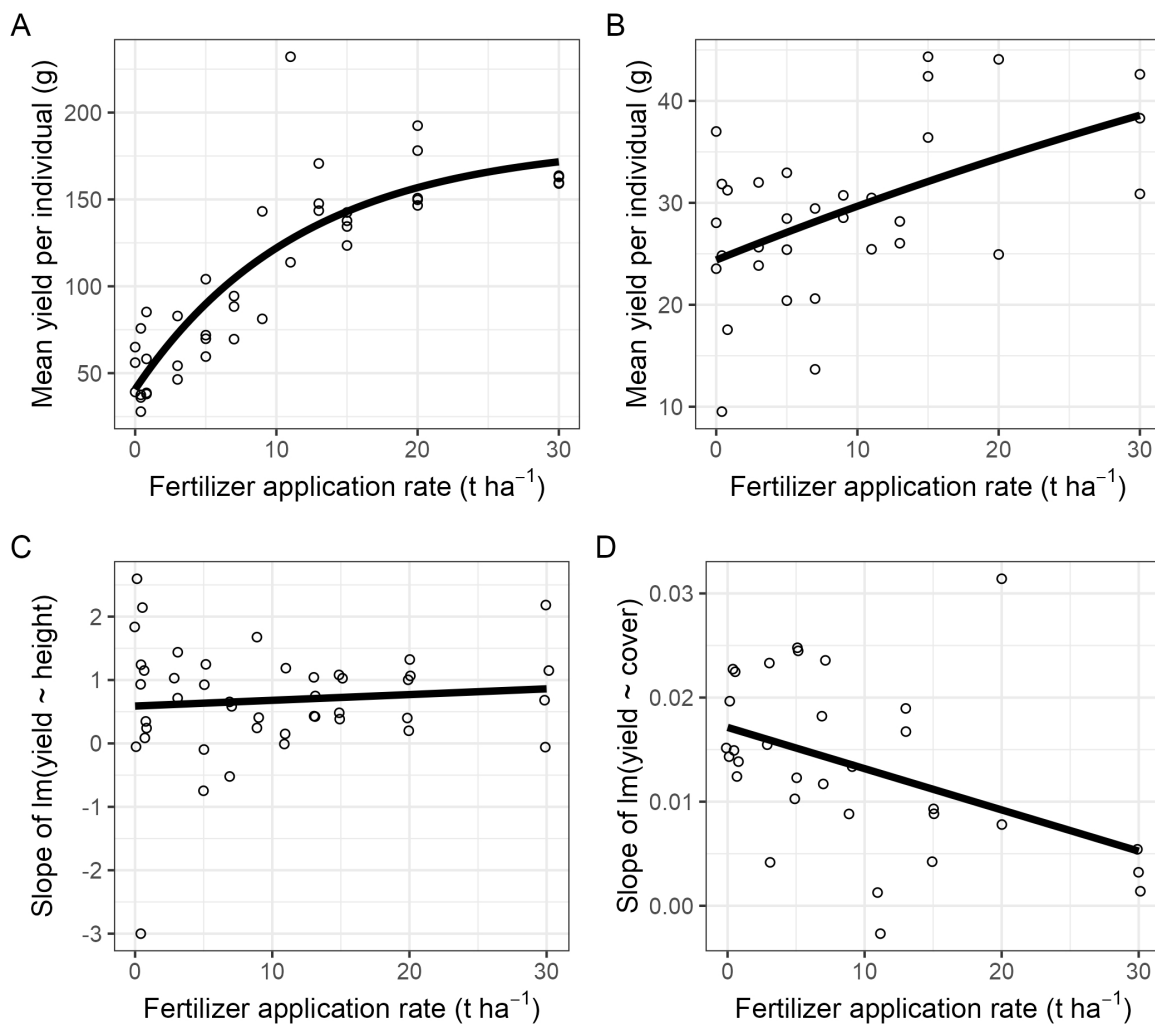 A
Mean yield per individual (g)
200
150
100
50
0
10
20
30
Fertilizer application rate (t ha⁻¹)
B
Mean yield per individual (g)
40
30
20
10
0
10
20
30
Fertilizer application rate (t ha⁻¹)
C
Slope of lm(yield ~ height)
2
1
0
-1
-2
-3
0
10
20
30
Fertilizer application rate (t ha⁻¹)
D
Slope of lm(yield ~ cover)
0.03
0.02
0.01
0.00
0
10
20
30
Fertilizer application rate (t ha⁻¹)